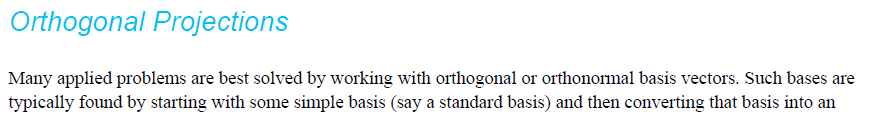 Orthogonal Projections
Many applied problems are best solved by working with orthogonal or orthonormal basis vectors. Such bases are
typically found by starting with some simple basis (say a standard basis) and then converting that basis into an